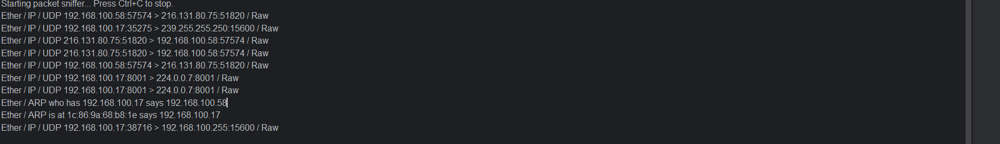 Starting packet sniffer... Press Ctrl+C to stop.
Ether / IP / UDP 192.168.100.58:57574 > 216.131.80.75:51820 / Raw
Ether / IP / UDP 192.168.100.17:35275 > 239.255.255.250:15600 / Raw
Ether / IP / UDP 216.131.80.75:51820 > 192.168.100.58:57574 / Raw
Ether / IP / UDP 216.131.80.75:51820 > 192.168.100.58:57574 / Raw
Ether / IP / UDP 192.168.100.58:57574 > 216.131.80.75:51820 / Raw
Ether / IP / UDP 192.168.100.17:8001 > 224.0.0.7:8001 / Raw
Ether / IP / UDP 192.168.100.17:8001 > 224.0.0.7:8001 / Raw
Ether / ARP who has 192.168.100.17 says 192.168.100.58
Ether / ARP is at 1c:86:9a:68:b8:1e says 192.168.100.17
Ether / IP / UDP 192.168.100.17:38716 > 192.168.100.255:15600 / Raw